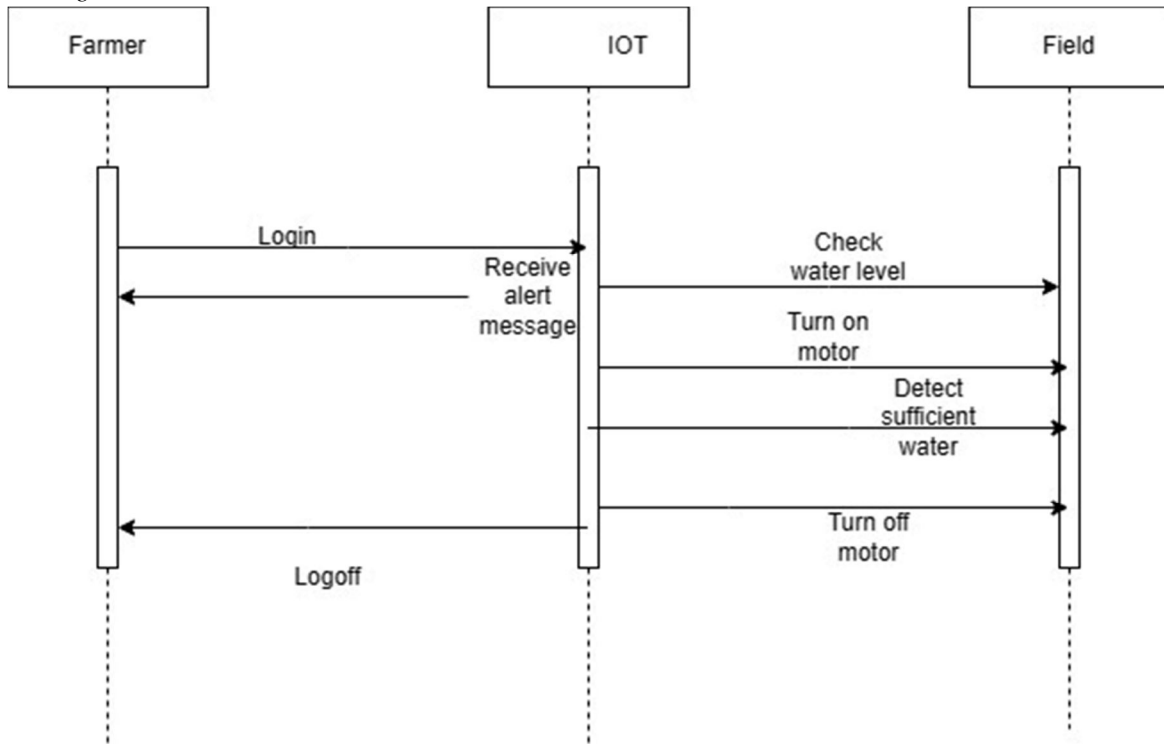 Farmer
IOT
Field
Login
Check
water level
Receive
alert
message
Turn on
motor
Detect
sufficient
water
Turn off
motor
Logoff